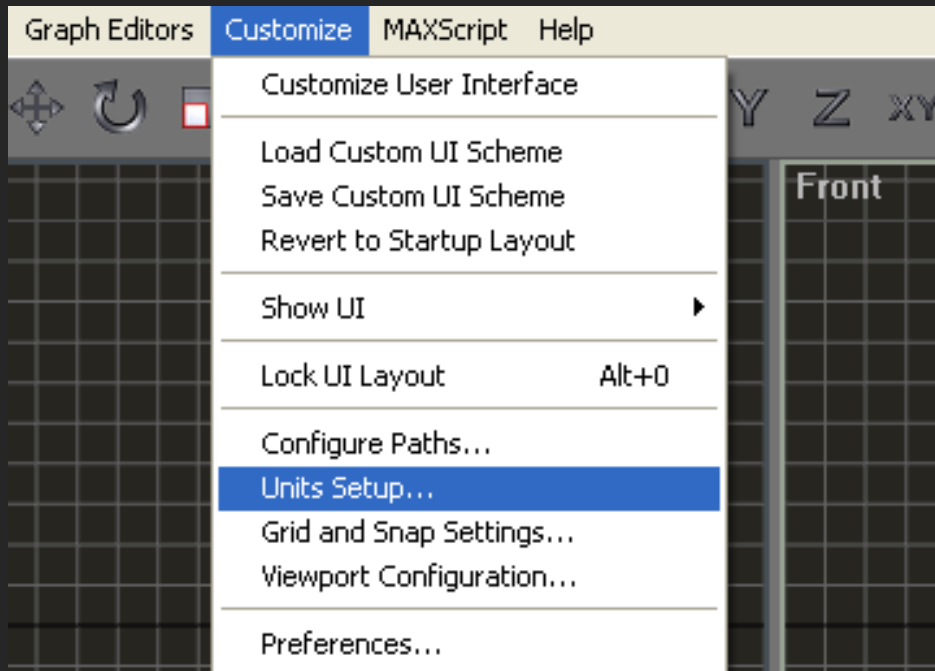 Graph Editors Customize MAXScript Help
Customize User Interface
Y Z XY
Load Custom UI Scheme
Save Custom UI Scheme
Front
Revert to Startup Layout
Show UI
Lock UI Layout Alt+0
Configure Paths...
Units Setup...
Grid and Snap Settings...
Viewport Configuration...
Preferences...